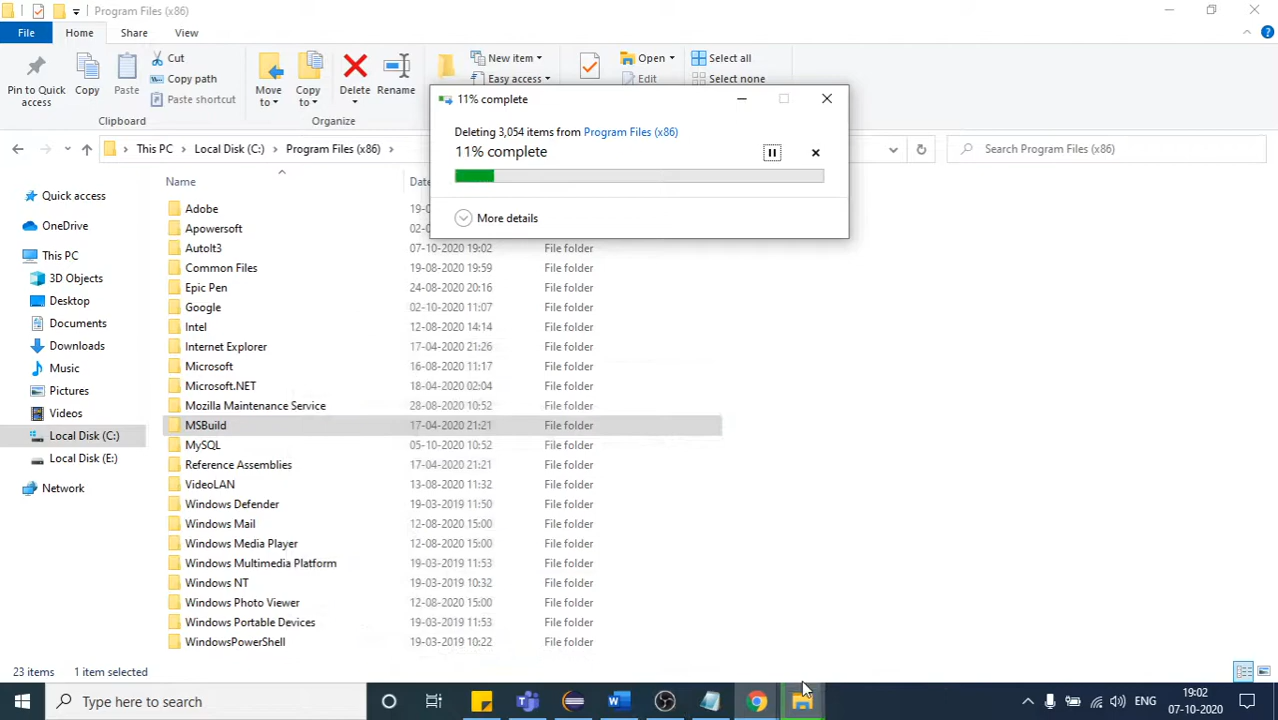 Program Files (x86)
File Home Share View
Pin to Quick access
Copy
Paste
Cut
Copy path
Paste shortcut
Clipboard
Move to
Copy to
Delete
Rename
Organize
New item
Easy access
Open
Edit
Select all
Select none
11% complete
Deleting 3,054 items from Program Files (x86)
11% complete
More details
This PC Local Disk (C:) Program Files (x86)
Search Program Files (x86)
Quick access
OneDrive
This PC
3D Objects
Desktop
Documents
Downloads
Music
Pictures
Videos
Local Disk (C:)
Local Disk (E:)
Network
Name
Adobe
Apowersoft
AutoIt3 07-10-2020 19:02 File folder
Common Files 19-08-2020 19:59 File folder
Epic Pen 24-08-2020 20:16 File folder
Google 02-10-2020 11:07 File folder
Intel 12-08-2020 14:14 File folder
Internet Explorer 17-04-2020 21:26 File folder
Microsoft 16-08-2020 11:17 File folder
Microsoft.NET 18-04-2020 02:04 File folder
Mozilla Maintenance Service 28-08-2020 10:52 File folder
MSBuild 17-04-2020 21:21 File folder
MySQL 05-10-2020 10:52 File folder
Reference Assemblies 17-04-2020 21:21 File folder
VideoLAN 13-08-2020 11:32 File folder
Windows Defender 19-03-2019 11:50 File folder
Windows Mail 12-08-2020 15:00 File folder
Windows Media Player 12-08-2020 15:00 File folder
Windows Multimedia Platform 19-03-2019 11:53 File folder
Windows NT 19-03-2019 10:32 File folder
Windows Photo Viewer 12-08-2020 15:00 File folder
Windows Portable Devices 19-03-2019 11:53 File folder
WindowsPowerShell 19-03-2019 10:22 File folder
23 items 1 item selected
Type here to search
ENG
19:02
07-10-2020